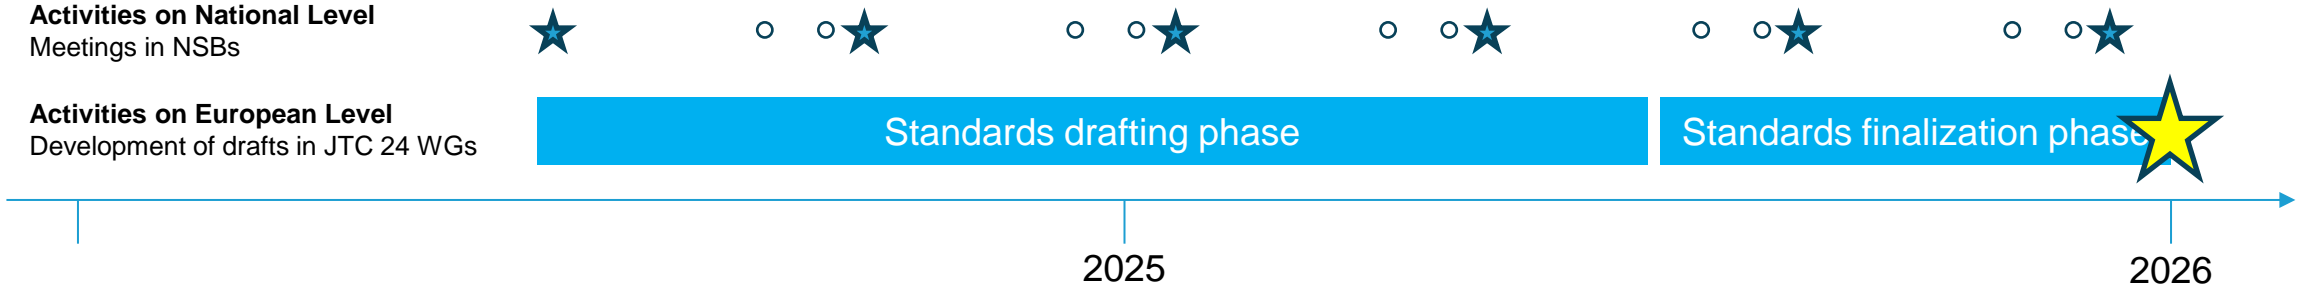 Activities on National Level
Meetings in NSBs
Activities on European Level
Development of drafts in JTC 24 WGs
Standards drafting phase
Standards finalization phase
2025
2026